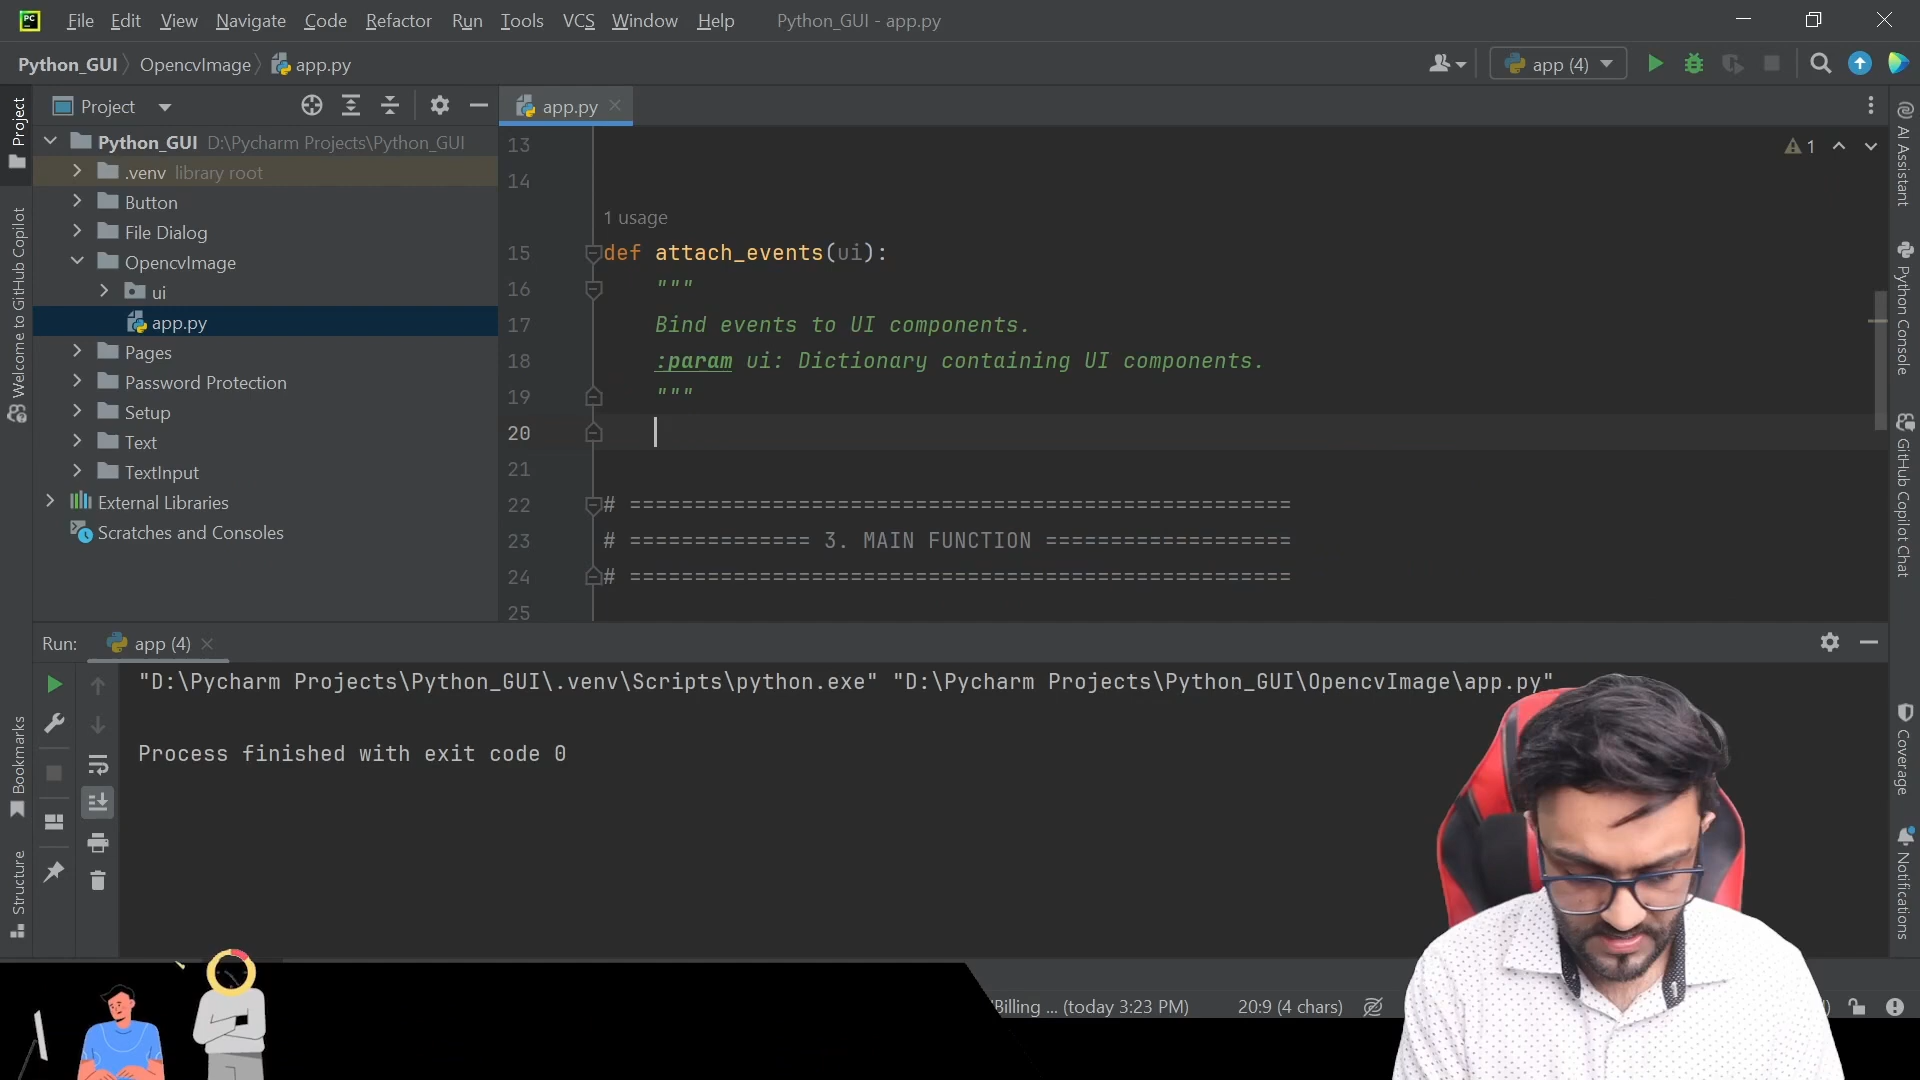 PC File Edit View Navigate Code Refactor Run Tools VCS Window Help Python_GUI - app.py
Python_GUI OpencvImage app.py
app (4)
Project
app.py
Python_GUI D:\Pycharm Projects\Python_GUI
.venv library root
Button
File Dialog
OpencvImage
ui
app.py
Pages
Password Protection
Setup
Text
TextInput
External Libraries
Scratches and Consoles
1
13
14
1 usage
15 def attach_events(ui):
16 """
17 Bind events to UI components.
18 :param ui: Dictionary containing UI components.
19 """
20
21
22 # ===================================================
23 # ============== 3. MAIN FUNCTION ===================
24 # ===================================================
25
Run: app (4)
"D:\Pycharm Projects\Python_GUI\.venv\Scripts\python.exe" "D:\Pycharm Projects\Python_GUI\OpencvImage\app.py"
Process finished with exit code 0
Billing ... (today 3:23 PM) 20:9 (4 chars)
Project
Welcome to GitHub Copilot
Bookmarks
Structure
AI Assistant
Python Console
GitHub Copilot Chat
Coverage
Notifications